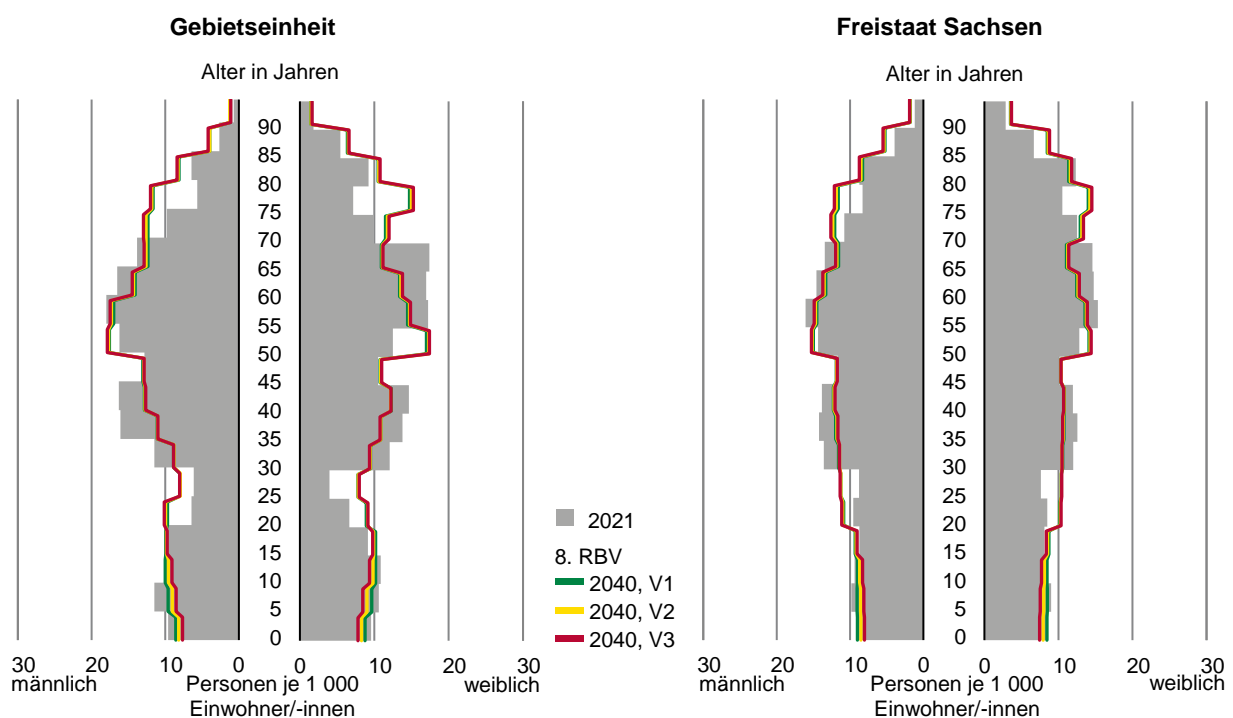 Gebietseinheit
Freistaat Sachsen
Alter in Jahren
Alter in Jahren
90
85
80
75
70
65
60
55
50
45
40
35
30
25
20
15
10
5
0
90
85
80
75
70
65
60
55
50
45
40
35
30
25
20
15
10
5
0
2021
8. RBV
2040, V1
2040, V2
2040, V3
30 20 10 0 0 10 20 30
männlich Personen je 1 000 weiblich
Einwohner/-innen
30 20 10 0 0 10 20 30
männlich Personen je 1 000 weiblich
Einwohner/-innen